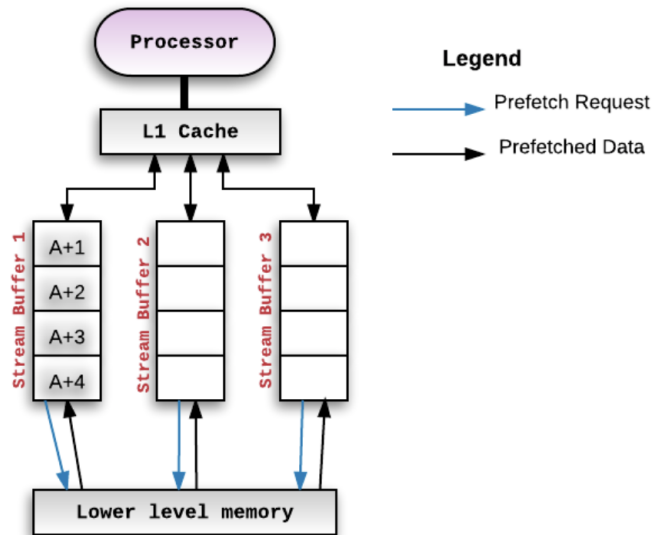 Processor
Legend
Prefetch Request
L1 Cache
Prefetched Data
Stream Buffer 1
A+1
A+2
A+3
A+4
Stream Buffer 2
Stream Buffer 3
Lower level memory